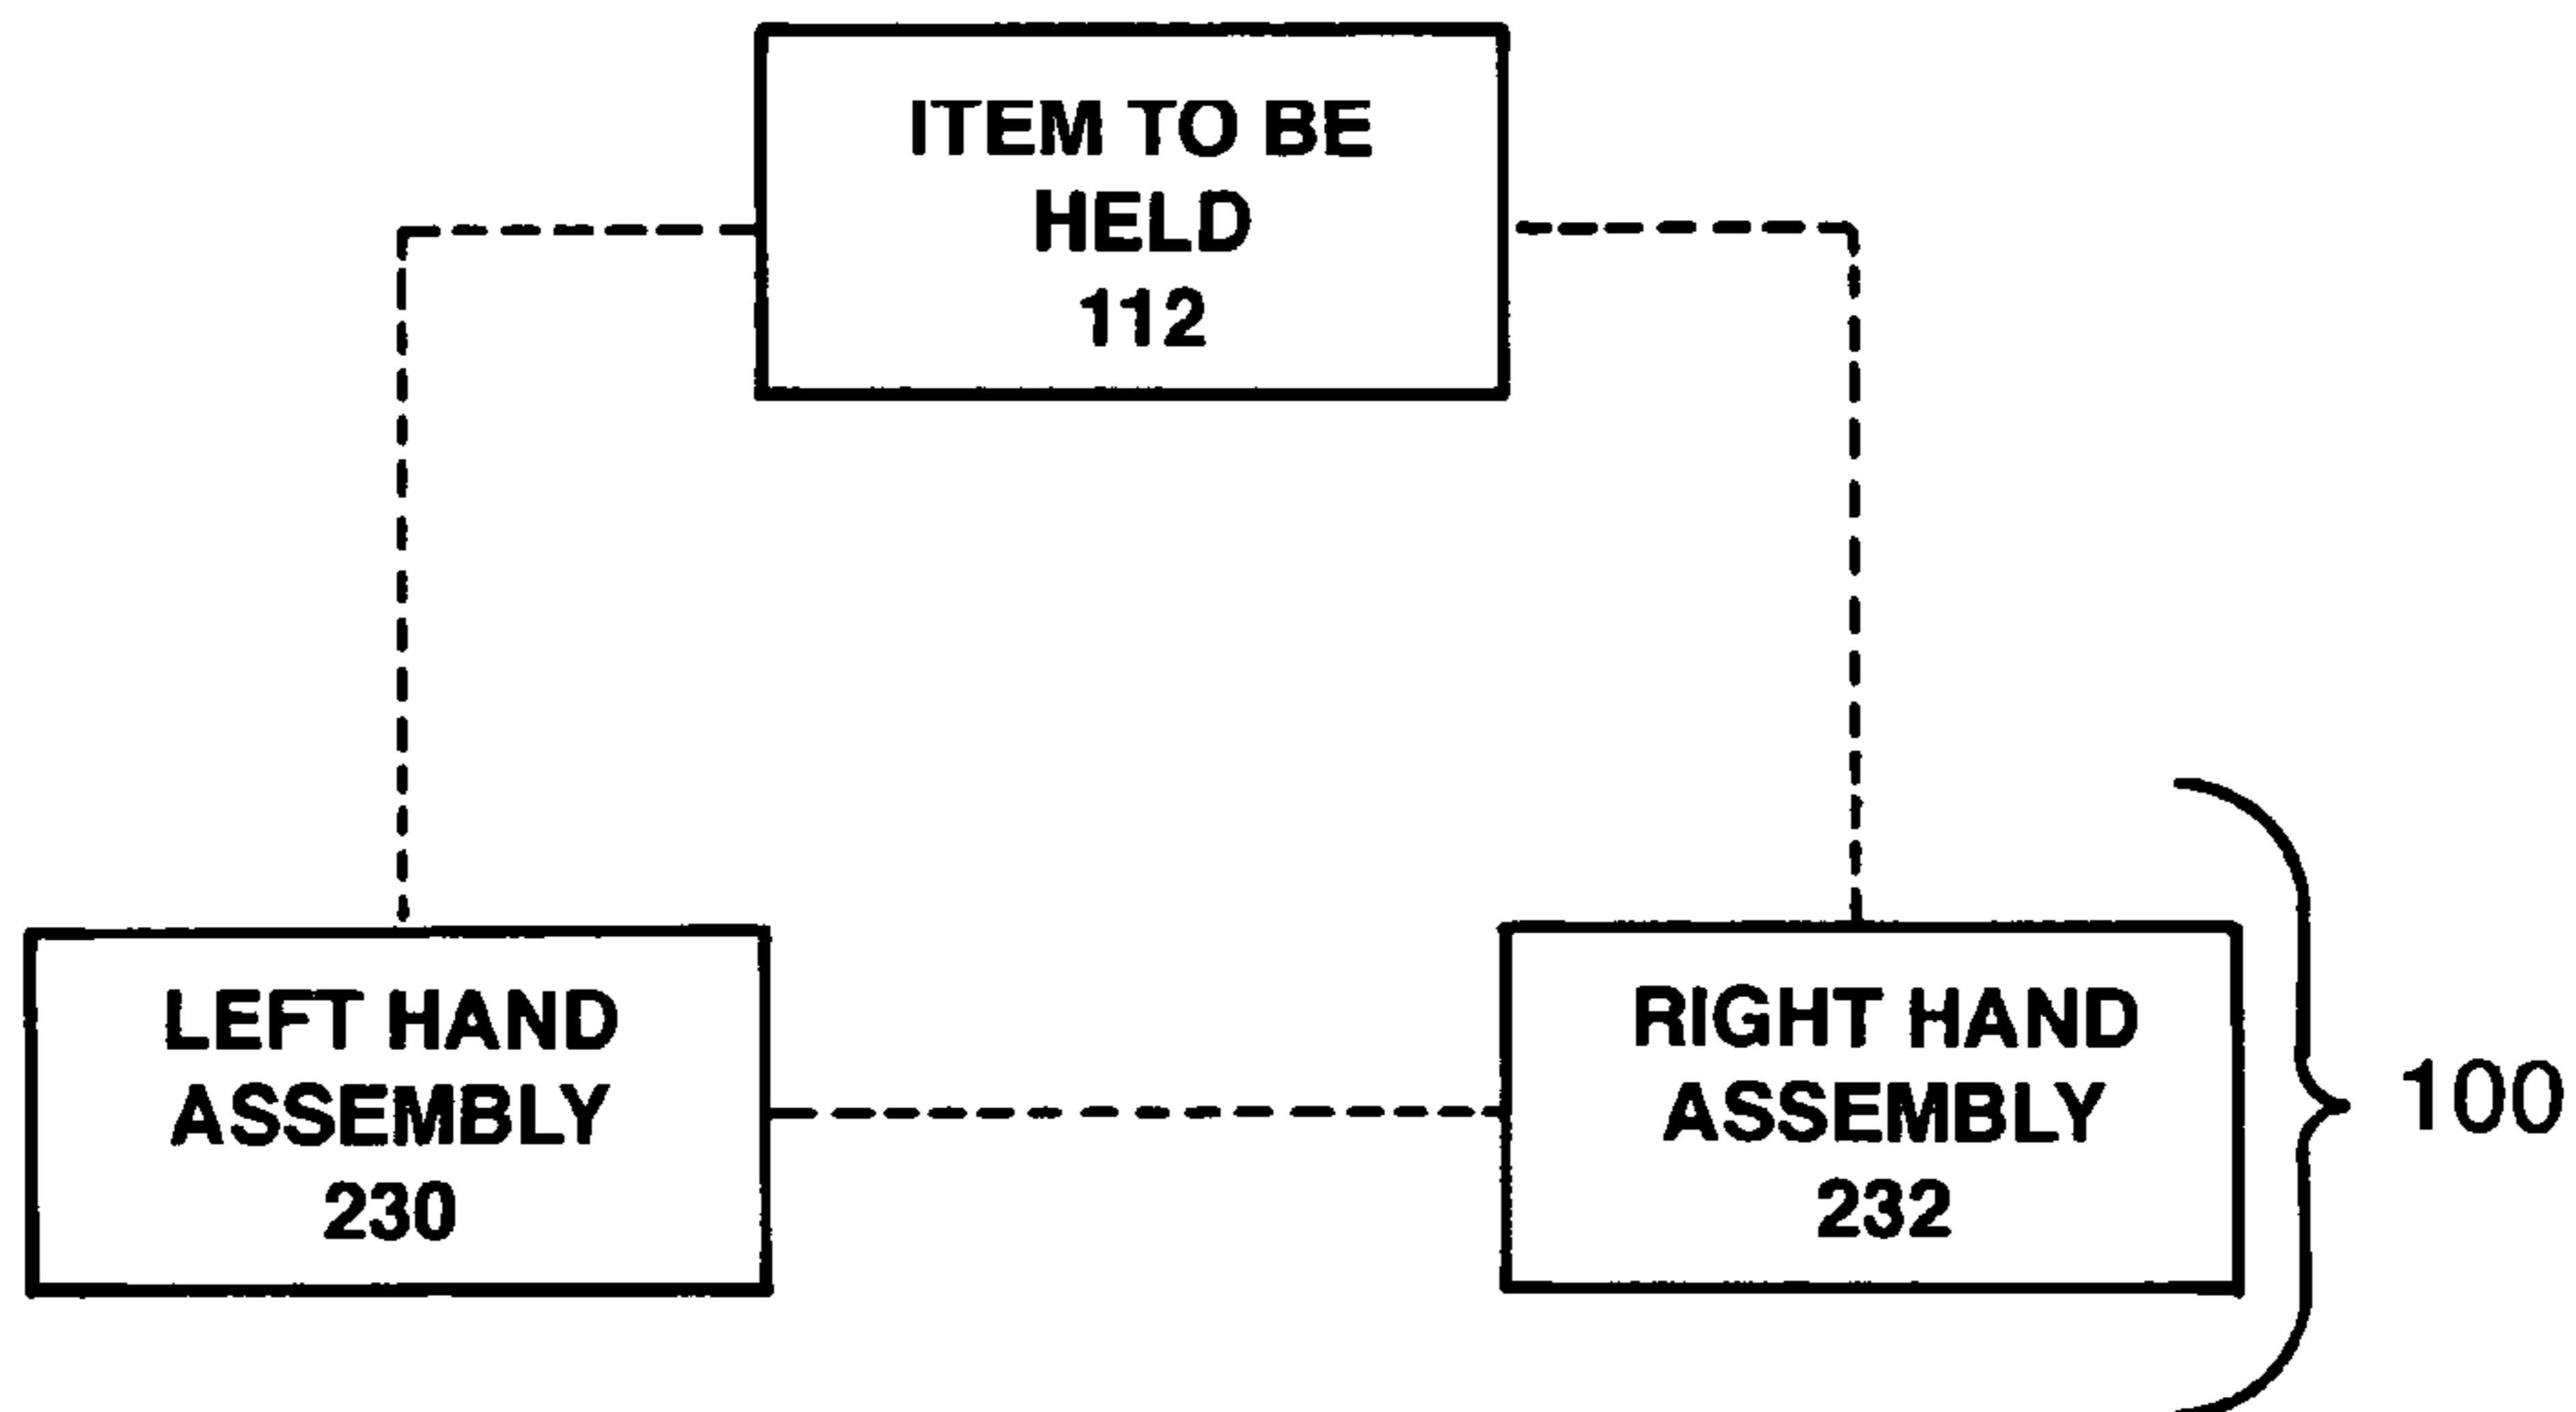 ITEM TO BE
HELD
112
LEFT HAND
ASSEMBLY
230
RIGHT HAND
ASSEMBLY
232
100